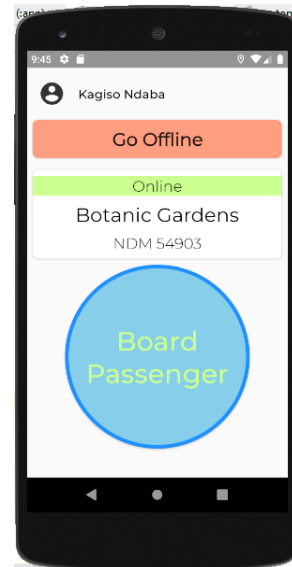 9:45
Kagiso Ndaba
Go Offline
Online
Botanic Gardens
NDM 54903
Board
Passenger